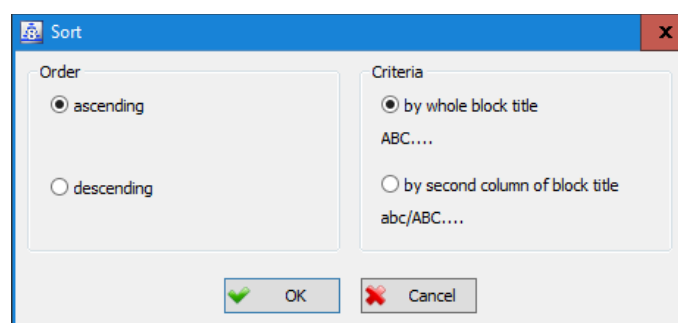 Sort
Order
ascending
descending
Criteria
by whole block title
ABC....
by second column of block title
abc/ABC....
OK
Cancel